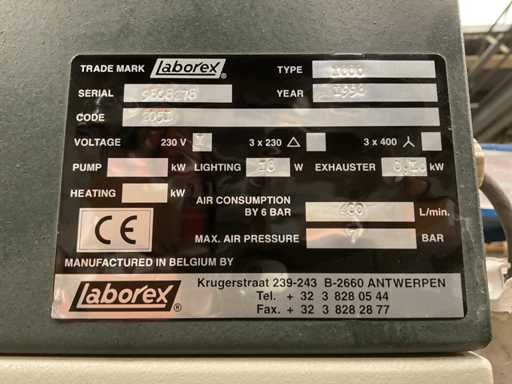 TRADE MARK Laborex® TYPE
SERIAL YEAR 1998
CODE
VOLTAGE 230 V 3 x 230 △ 3 x 400 ⅄
PUMP kW LIGHTING W EXHAUSTER kW
HEATING kW
AIR CONSUMPTION BY 6 BAR 400 L/min.
CE
MAX. AIR PRESSURE BAR
MANUFACTURED IN BELGIUM BY
Laborex®
Krugerstraat 239-243 B-2660 ANTWERPEN
Tel. + 32 3 828 05 44
Fax. + 32 3 828 28 77